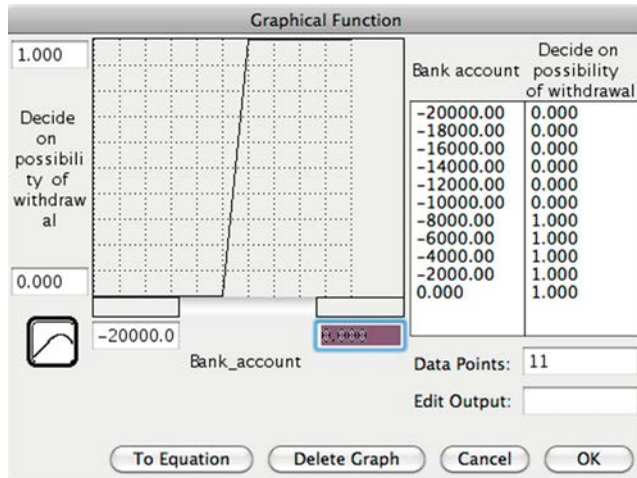 Graphical Function
1.000
Decide
on
possibili
ty of
withdraw
al
0.000
-20000.0
0.000
Bank_account
Bank account
Decide on
possibility
of withdrawal
-20000.00 0.000
-18000.00 0.000
-16000.00 0.000
-14000.00 0.000
-12000.00 0.000
-10000.00 0.000
-8000.00 1.000
-6000.00 1.000
-4000.00 1.000
-2000.00 1.000
0.000 1.000
Data Points: 11
Edit Output:
To Equation
Delete Graph
Cancel
OK